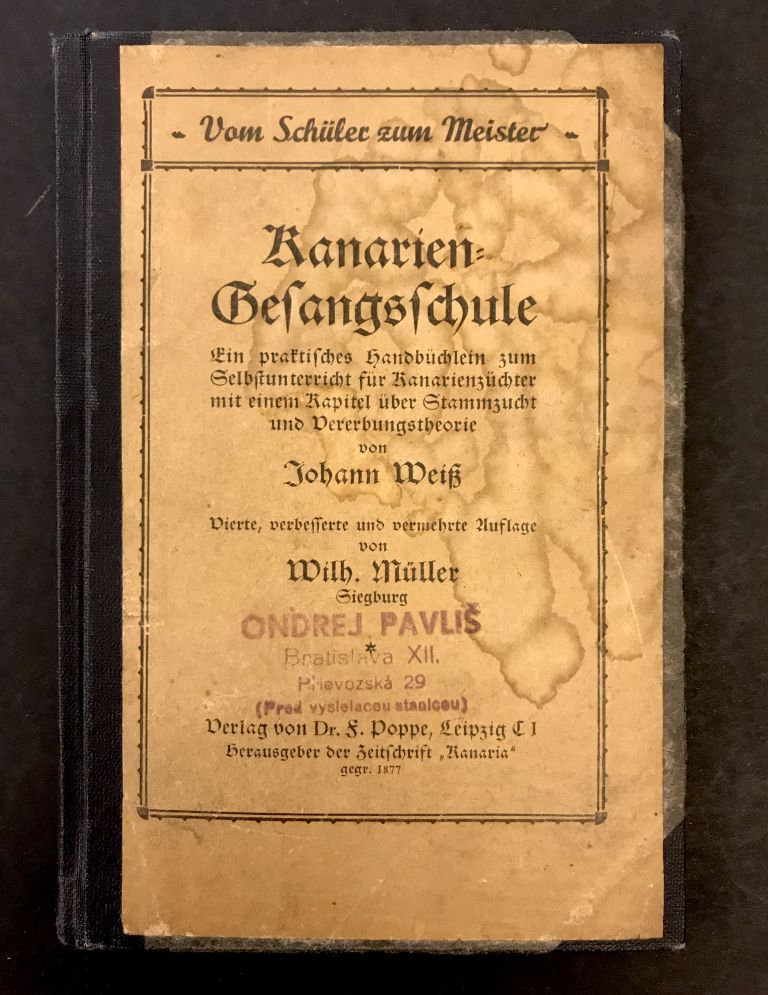 Vom Schüler zum Meister
Kanarien-
Gesangsschule
Ein praktisches Handbüchlein zum
Selbstunterricht für Kanarienzüchter
mit einem Kapitel über Stammzucht
und Vererbungstheorie
von
Johann Weiß
Vierte, verbesserte und vermehrte Auflage
von
Wilh. Müller
Siegburg
ONDREJ PAVLIŠ
Bratislava XII.
Prievozská 29
(Pred vysielacou stanicou)
Verlag von Dr. F. Poppe, Leipzig C 1
Herausgeber der Zeitschrift „Kanaria“
gegr. 1877